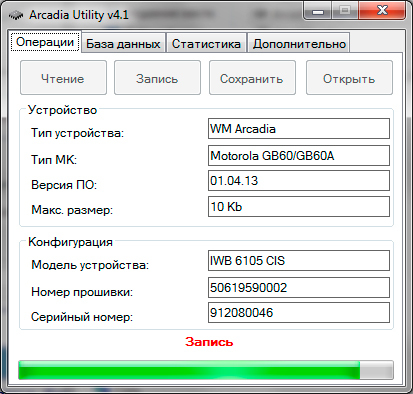 Arcadia Utility v4.1
Операции База данных Статистика Дополнительно
Чтение Запись Сохранить Открыть
Устройство
Тип устройства: WM Arcadia
Тип МК: Motorola GB60/GB60A
Версия ПО: 01.04.13
Макс. размер: 10 Kb
Конфигурация
Модель устройства: IWB 6105 CIS
Номер прошивки: 50619590002
Серийный номер: 912080046
Запись